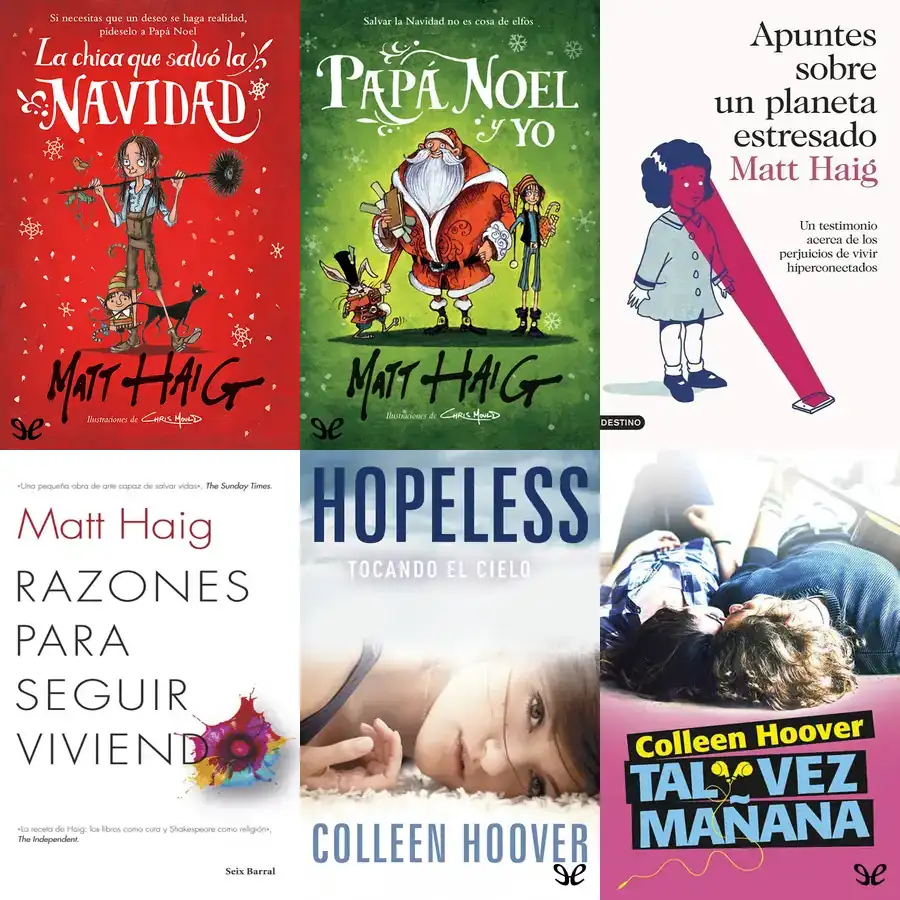 Si necesitas que un deseo se haga realidad,
pídeselo a Papá Noel
La chica que salvó la
NAVIDAD
MATT HAIG
Ilustraciones de CHRIS MOULD
Salvar la Navidad no es cosa de elfos
PAPÁ NOEL
y YO
MATT HAIG
Ilustraciones de CHRIS MOULD
Apuntes
sobre
un planeta
estresado
Matt Haig
Un testimonio
acerca de los
perjuicios de vivir
hiperconectados
DESTINO
«Una pequeña obra de arte capaz de salvar vidas», The Sunday Times.
Matt Haig
RAZONES
PARA
SEGUIR
VIVIENDO
«La receta de Haig: los libros como cura y Shakespeare como religión»,
The Independent.
Seix Barral
HOPELESS
TOCANDO EL CIELO
COLLEEN HOOVER
Colleen Hoover
TAL VEZ
MAÑANA